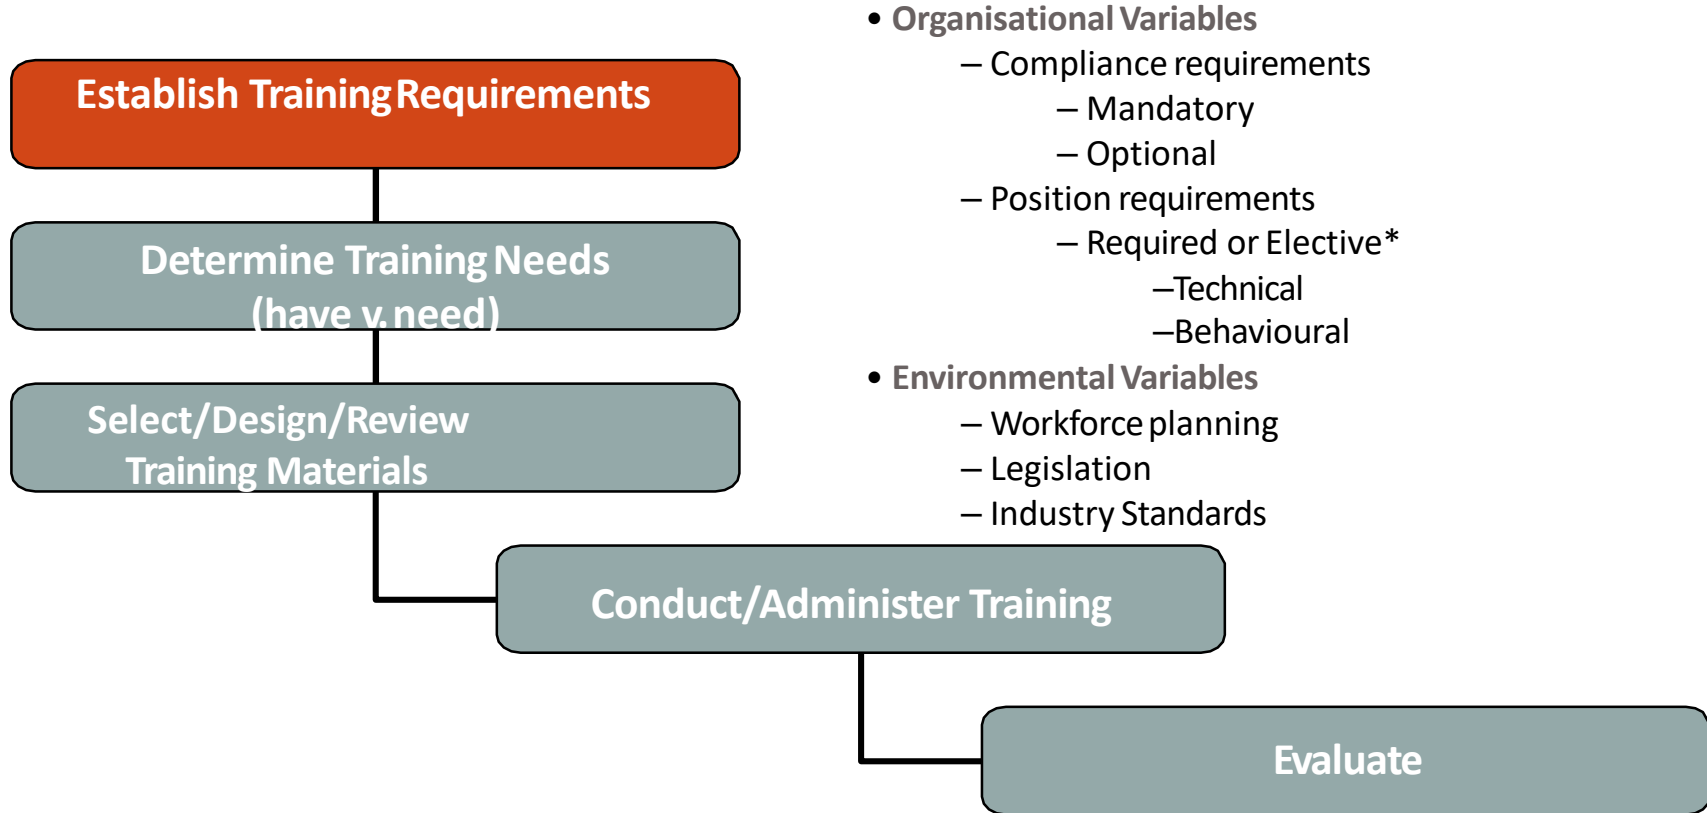 Establish Training Requirements
Determine Training Needs
(have v. need)
Select/Design/Review
Training Materials
• Organisational Variables
– Compliance requirements
– Mandatory
– Optional
– Position requirements
– Required or Elective*
–Technical
–Behavioural
• Environmental Variables
– Workforce planning
– Legislation
– Industry Standards
Conduct/Administer Training
Evaluate